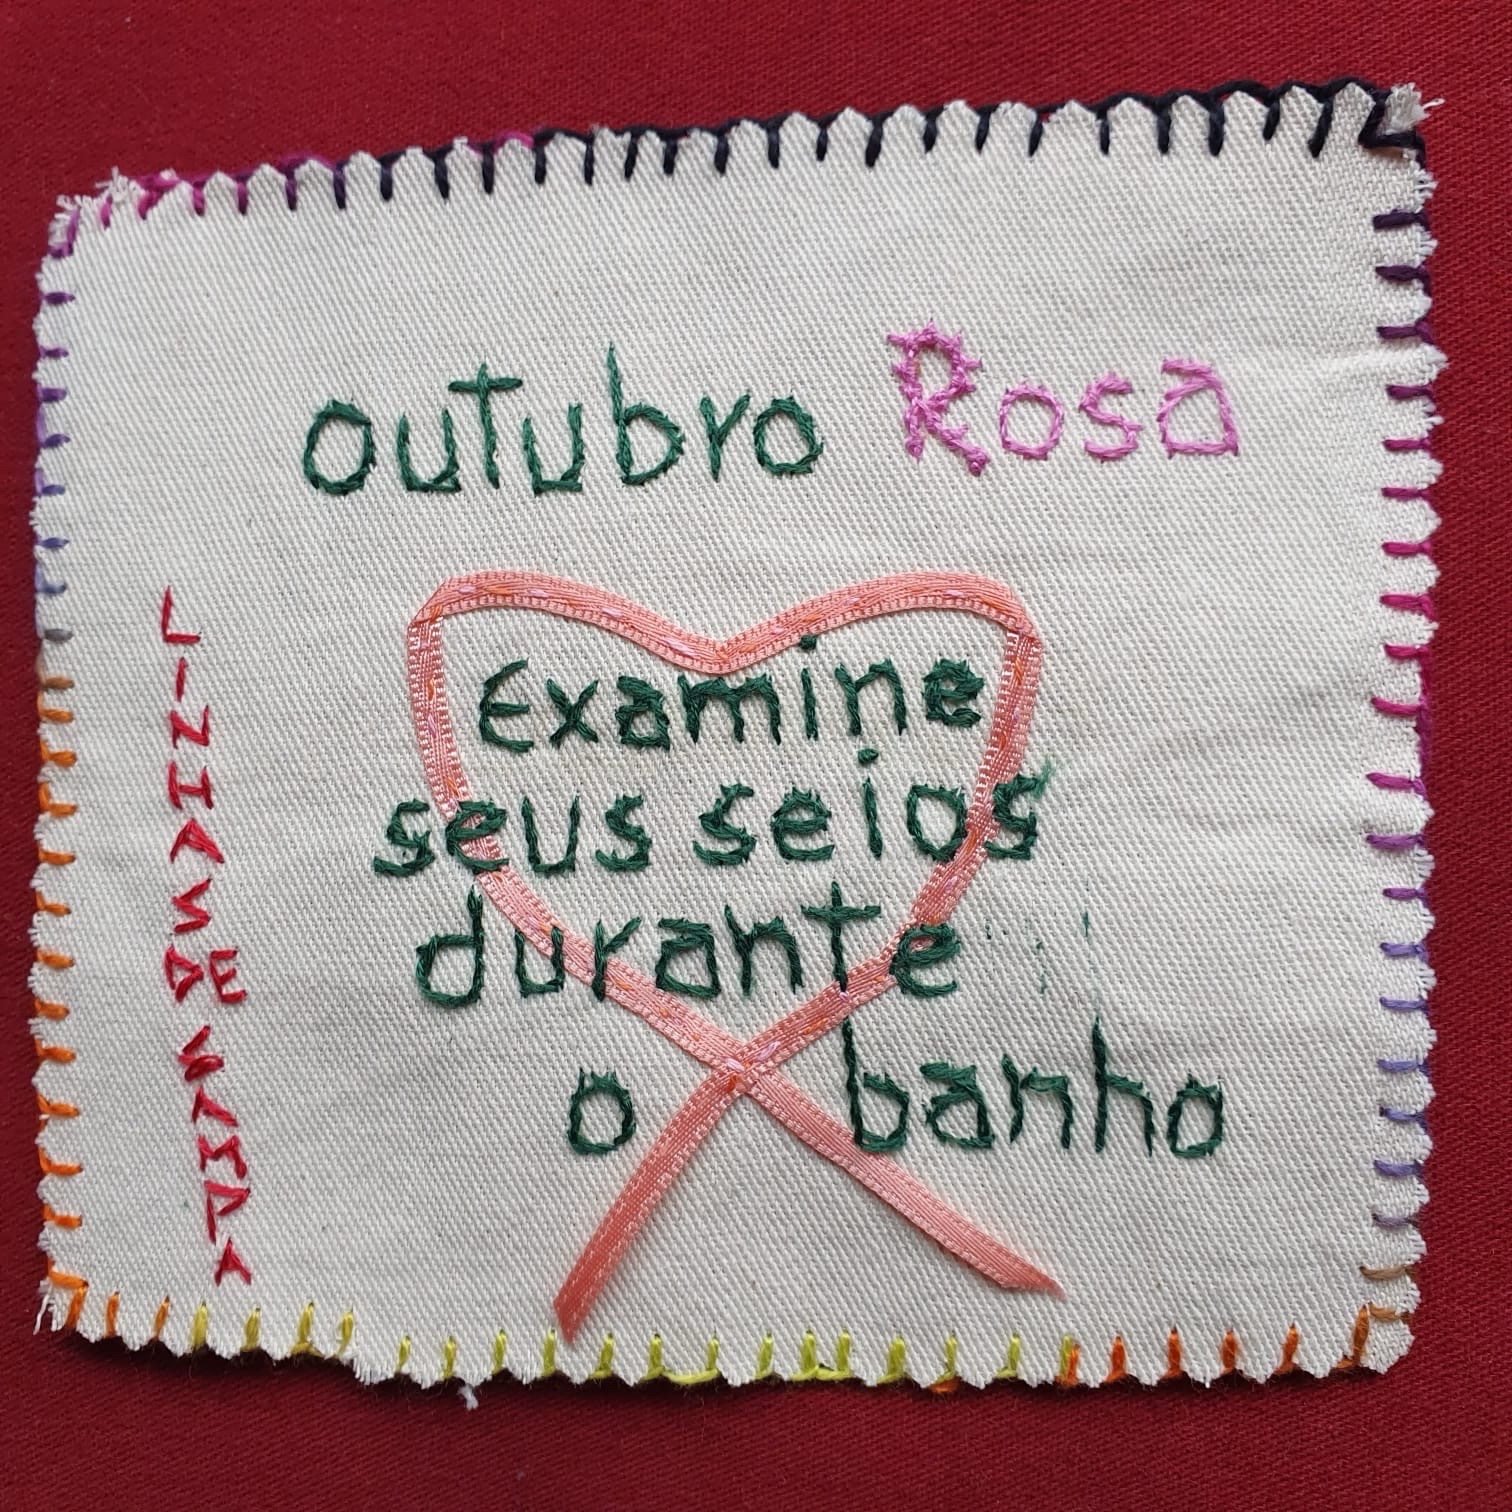 outubro Rosa
Examine
seus seios
durante
o banho
LINHAS DE SAMPA